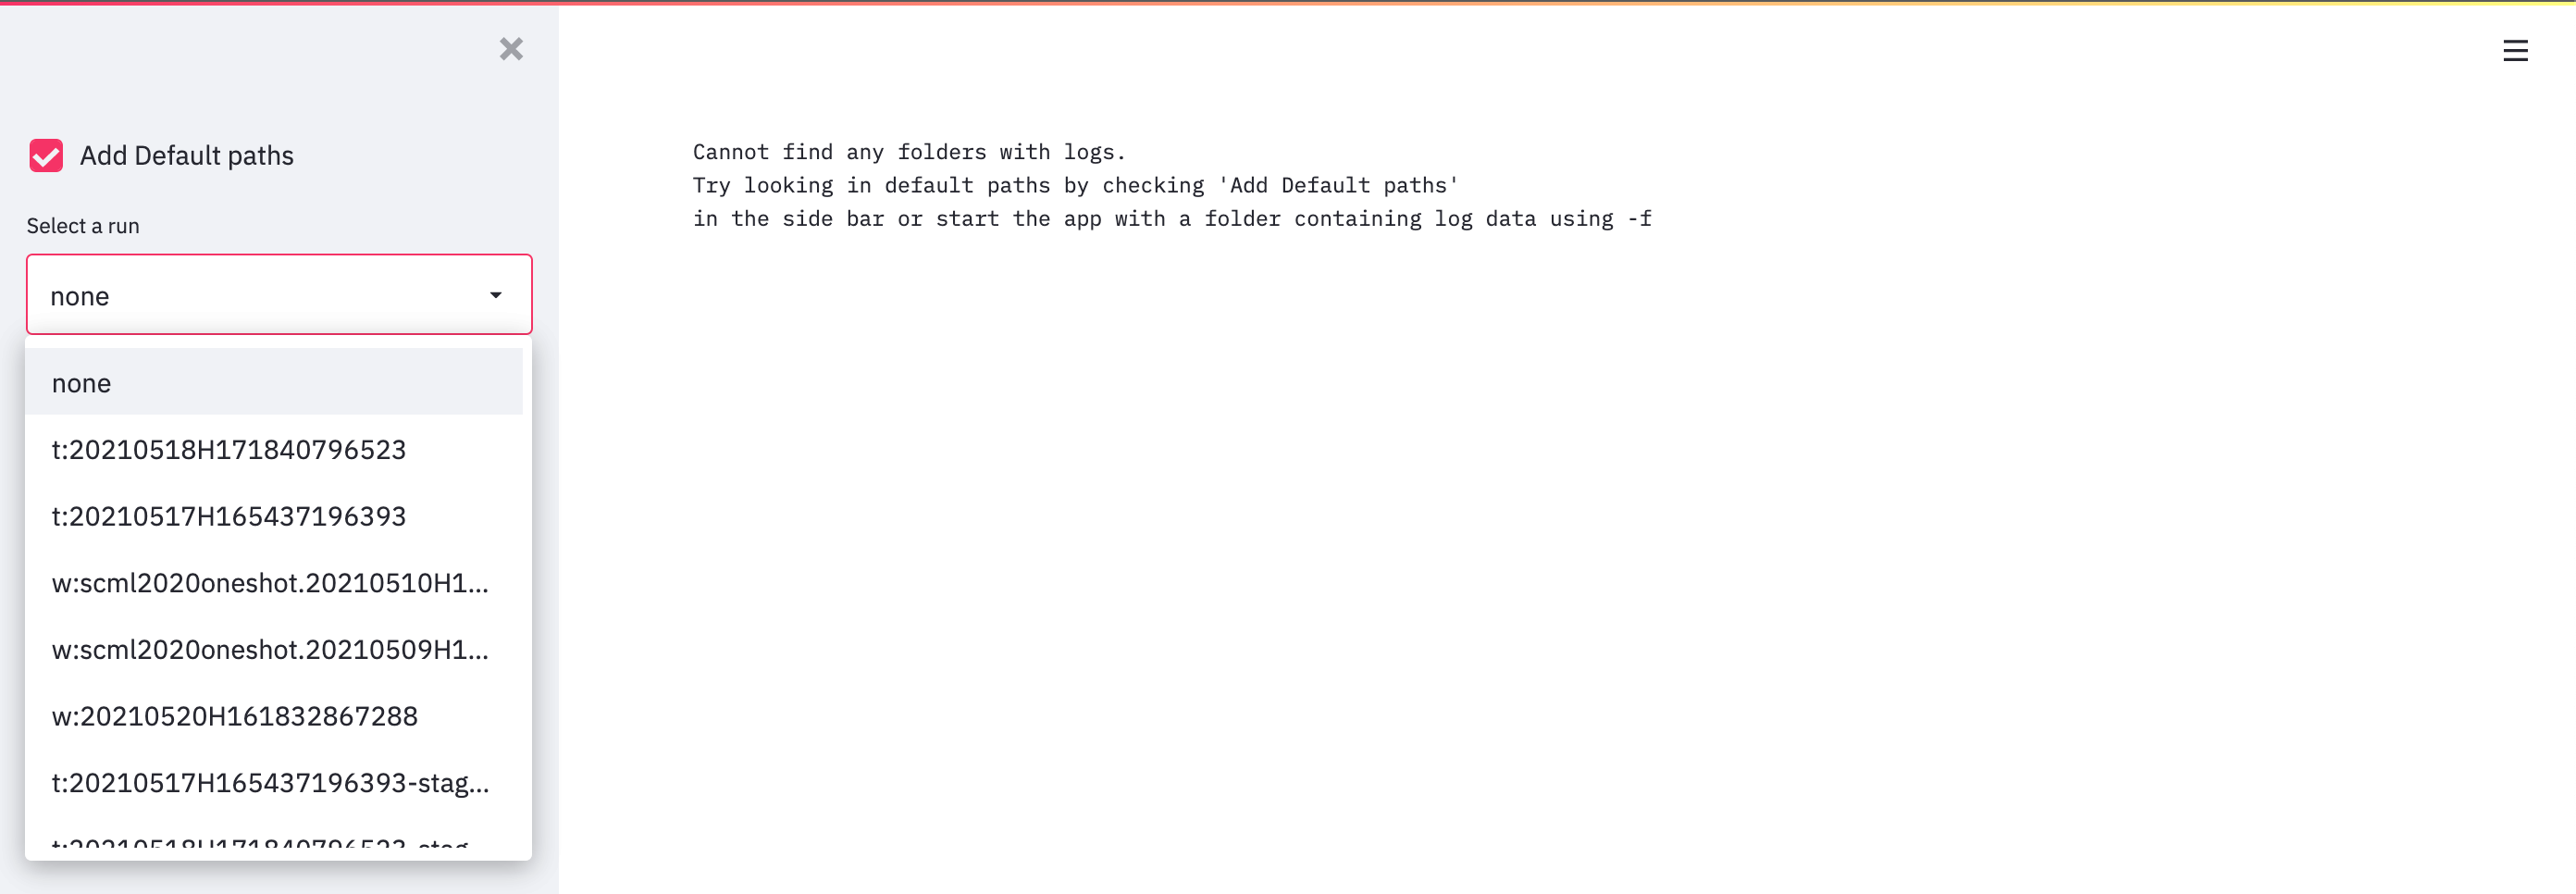 Add Default paths
Select a run
none
none
t:20210518H171840796523
t:20210517H165437196393
w:scml2020oneshot.20210510H1...
w:scml2020oneshot.20210509H1...
w:20210520H161832867288
t:20210517H165437196393-stag...
t:20210518H171840796523-stag...
Cannot find any folders with logs.
Try looking in default paths by checking 'Add Default paths'
in the side bar or start the app with a folder containing log data using -f